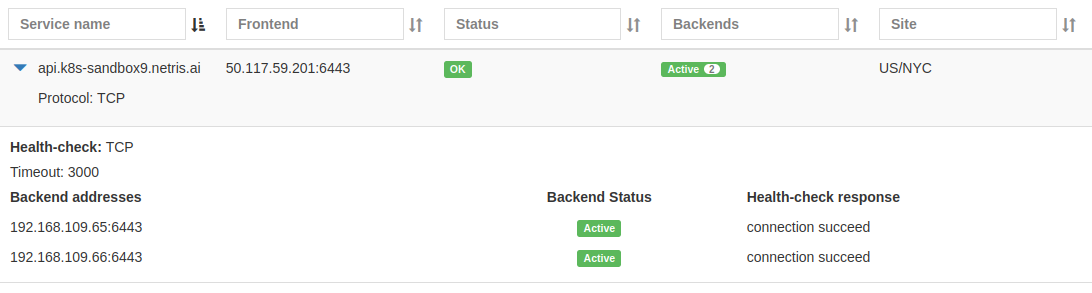 Service name Frontend Status Backends Site
api.k8s-sandbox9.netris.ai 50.117.59.201:6443 OK Active 2 US/NYC
Protocol: TCP
Health-check: TCP
Timeout: 3000
Backend addresses Backend Status Health-check response
192.168.109.65:6443 Active connection succeed
192.168.109.66:6443 Active connection succeed